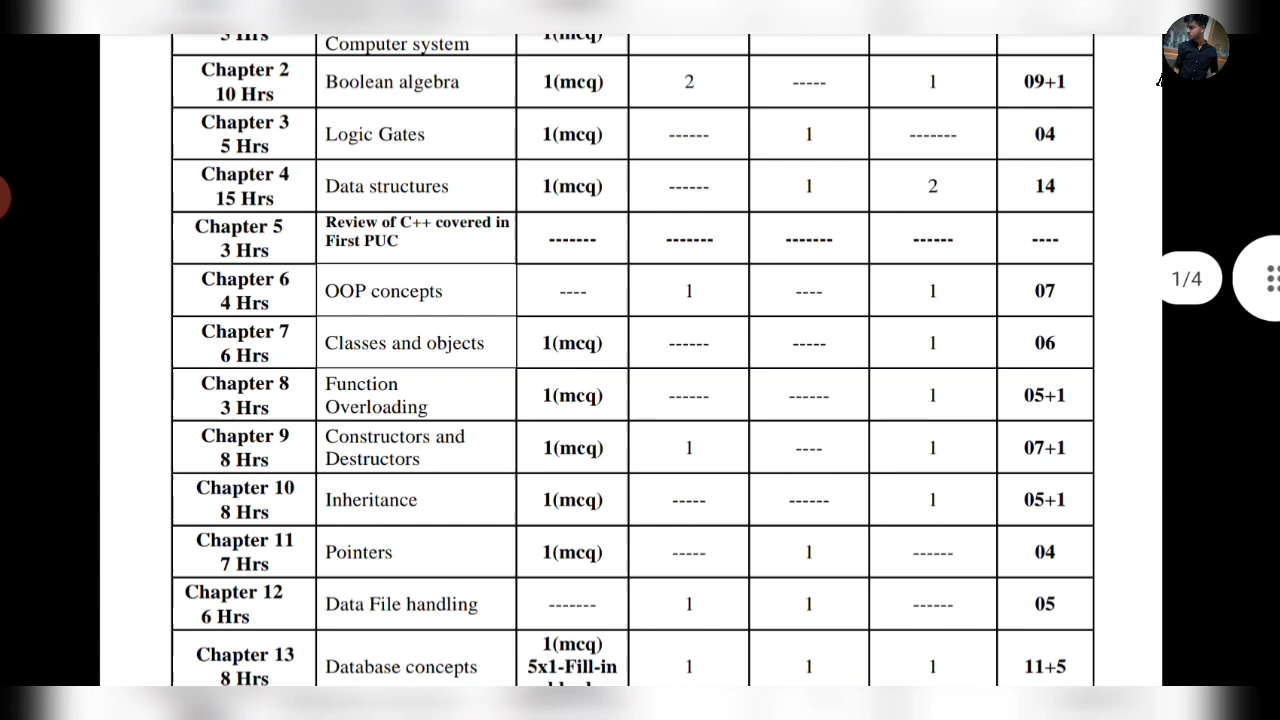 Computer system
Chapter 2
10 Hrs
Boolean algebra
1(mcq)
2
-----
1
09+1
Chapter 3
5 Hrs
Logic Gates
1(mcq)
------
1
-------
04
Chapter 4
15 Hrs
Data structures
1(mcq)
------
1
2
14
Chapter 5
3 Hrs
Review of C++ covered in
First PUC
-------
-------
-------
------
----
Chapter 6
4 Hrs
OOP concepts
----
1
----
1
07
Chapter 7
6 Hrs
Classes and objects
1(mcq)
------
-----
1
06
Chapter 8
3 Hrs
Function
Overloading
1(mcq)
------
------
1
05+1
Chapter 9
8 Hrs
Constructors and
Destructors
1(mcq)
1
----
1
07+1
Chapter 10
8 Hrs
Inheritance
1(mcq)
-----
------
1
05+1
Chapter 11
7 Hrs
Pointers
1(mcq)
-----
1
------
04
Chapter 12
6 Hrs
Data File handling
-------
1
1
------
05
Chapter 13
8 Hrs
Database concepts
1(mcq)
5x1-Fill-in
1
1
1
11+5
1/4